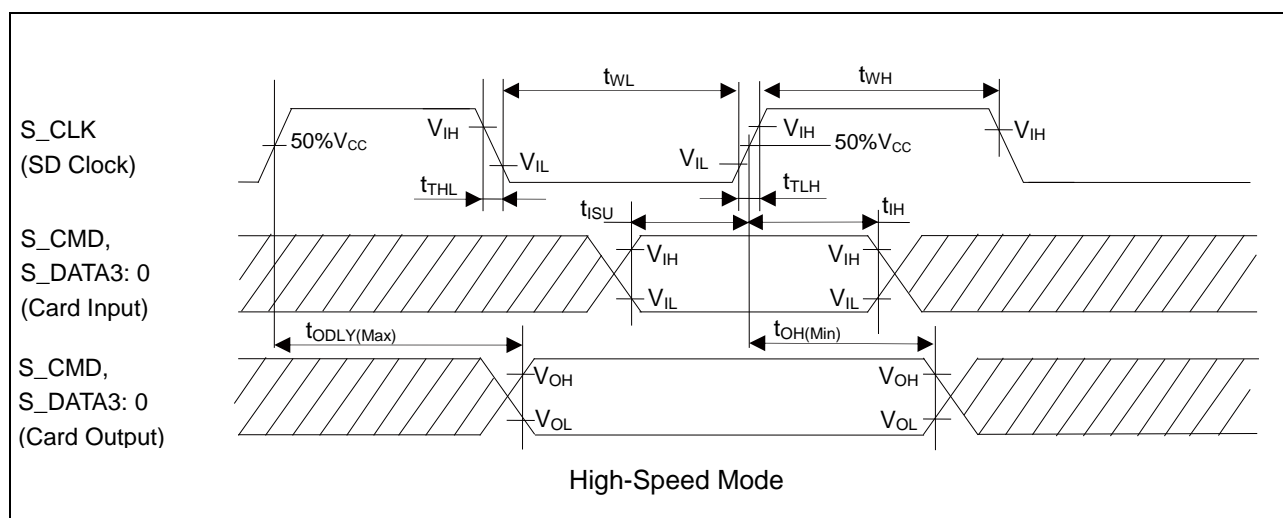 tWL
tWH
S_CLK
(SD Clock)
50%VCC
VIH
VIL
VIH
VIL
50%VCC
VIH
tTHL
tTLH
tISU
tIH
S_CMD,
S_DATA3: 0
(Card Input)
VIH
VIL
VIH
VIL
tODLY(Max)
tOH(Min)
S_CMD,
S_DATA3: 0
(Card Output)
VOH
VOL
VOH
VOL
High-Speed Mode